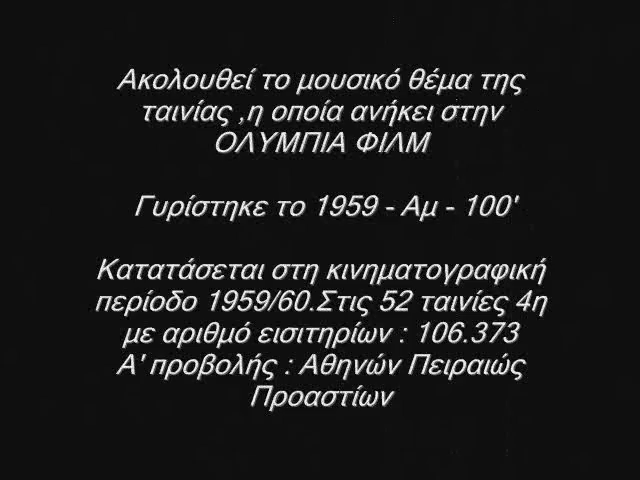 Ακολουθεί το μουσικό θέμα της
ταινίας ,η οποία ανήκει στην
ΟΛΥΜΠΙΑ ΦΙΛΜ
Γυρίστηκε το 1959 - Αμ - 100'
Κατατάσεται στη κινηματογραφική
περίοδο 1959/60.Στις 52 ταινίες 4η
με αριθμό εισιτηρίων : 106.373
Α' προβολής : Αθηνών Πειραιώς
Προαστίων